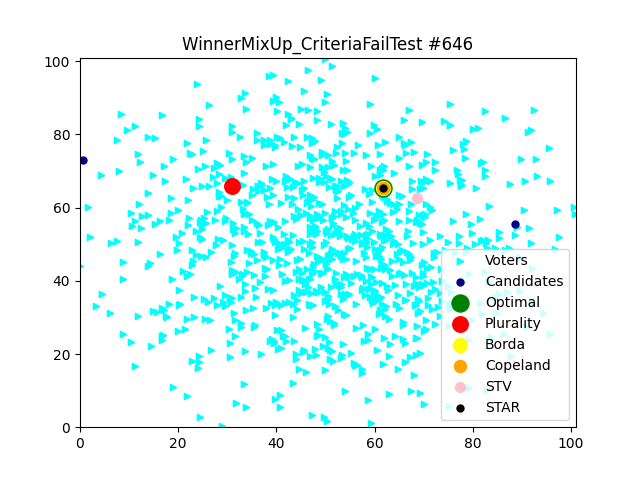 WinnerMixUp_CriteriaFailTest #646
100
80
60
40
20
0
0
20
40
60
80
100
Voters
Candidates
Optimal
Plurality
Borda
Copeland
STV
STAR